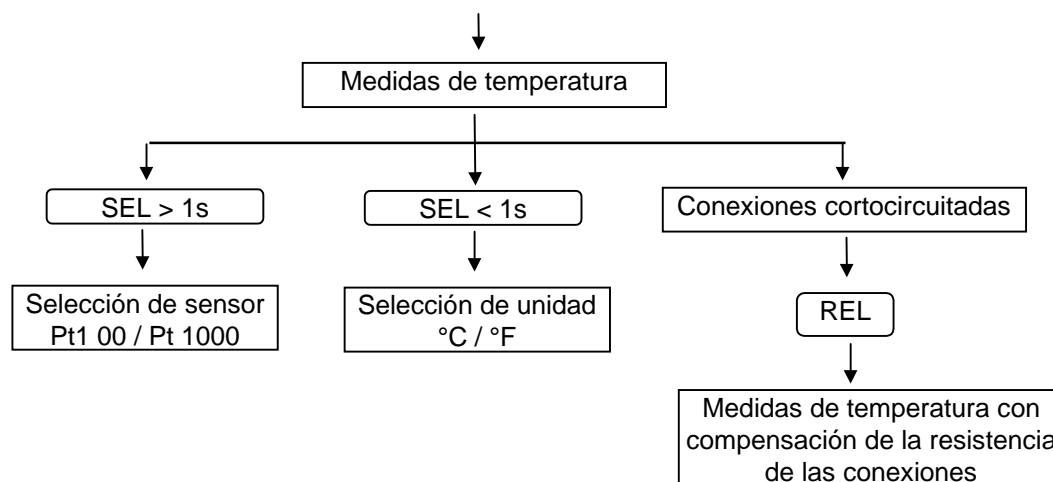 Medidas de temperatura
SEL > 1s
SEL < 1s
Conexiones cortocircuitadas
Selección de sensor
Pt1 00 / Pt 1000
Selección de unidad
°C / °F
REL
Medidas de temperatura con
compensación de la resistencia
de las conexiones